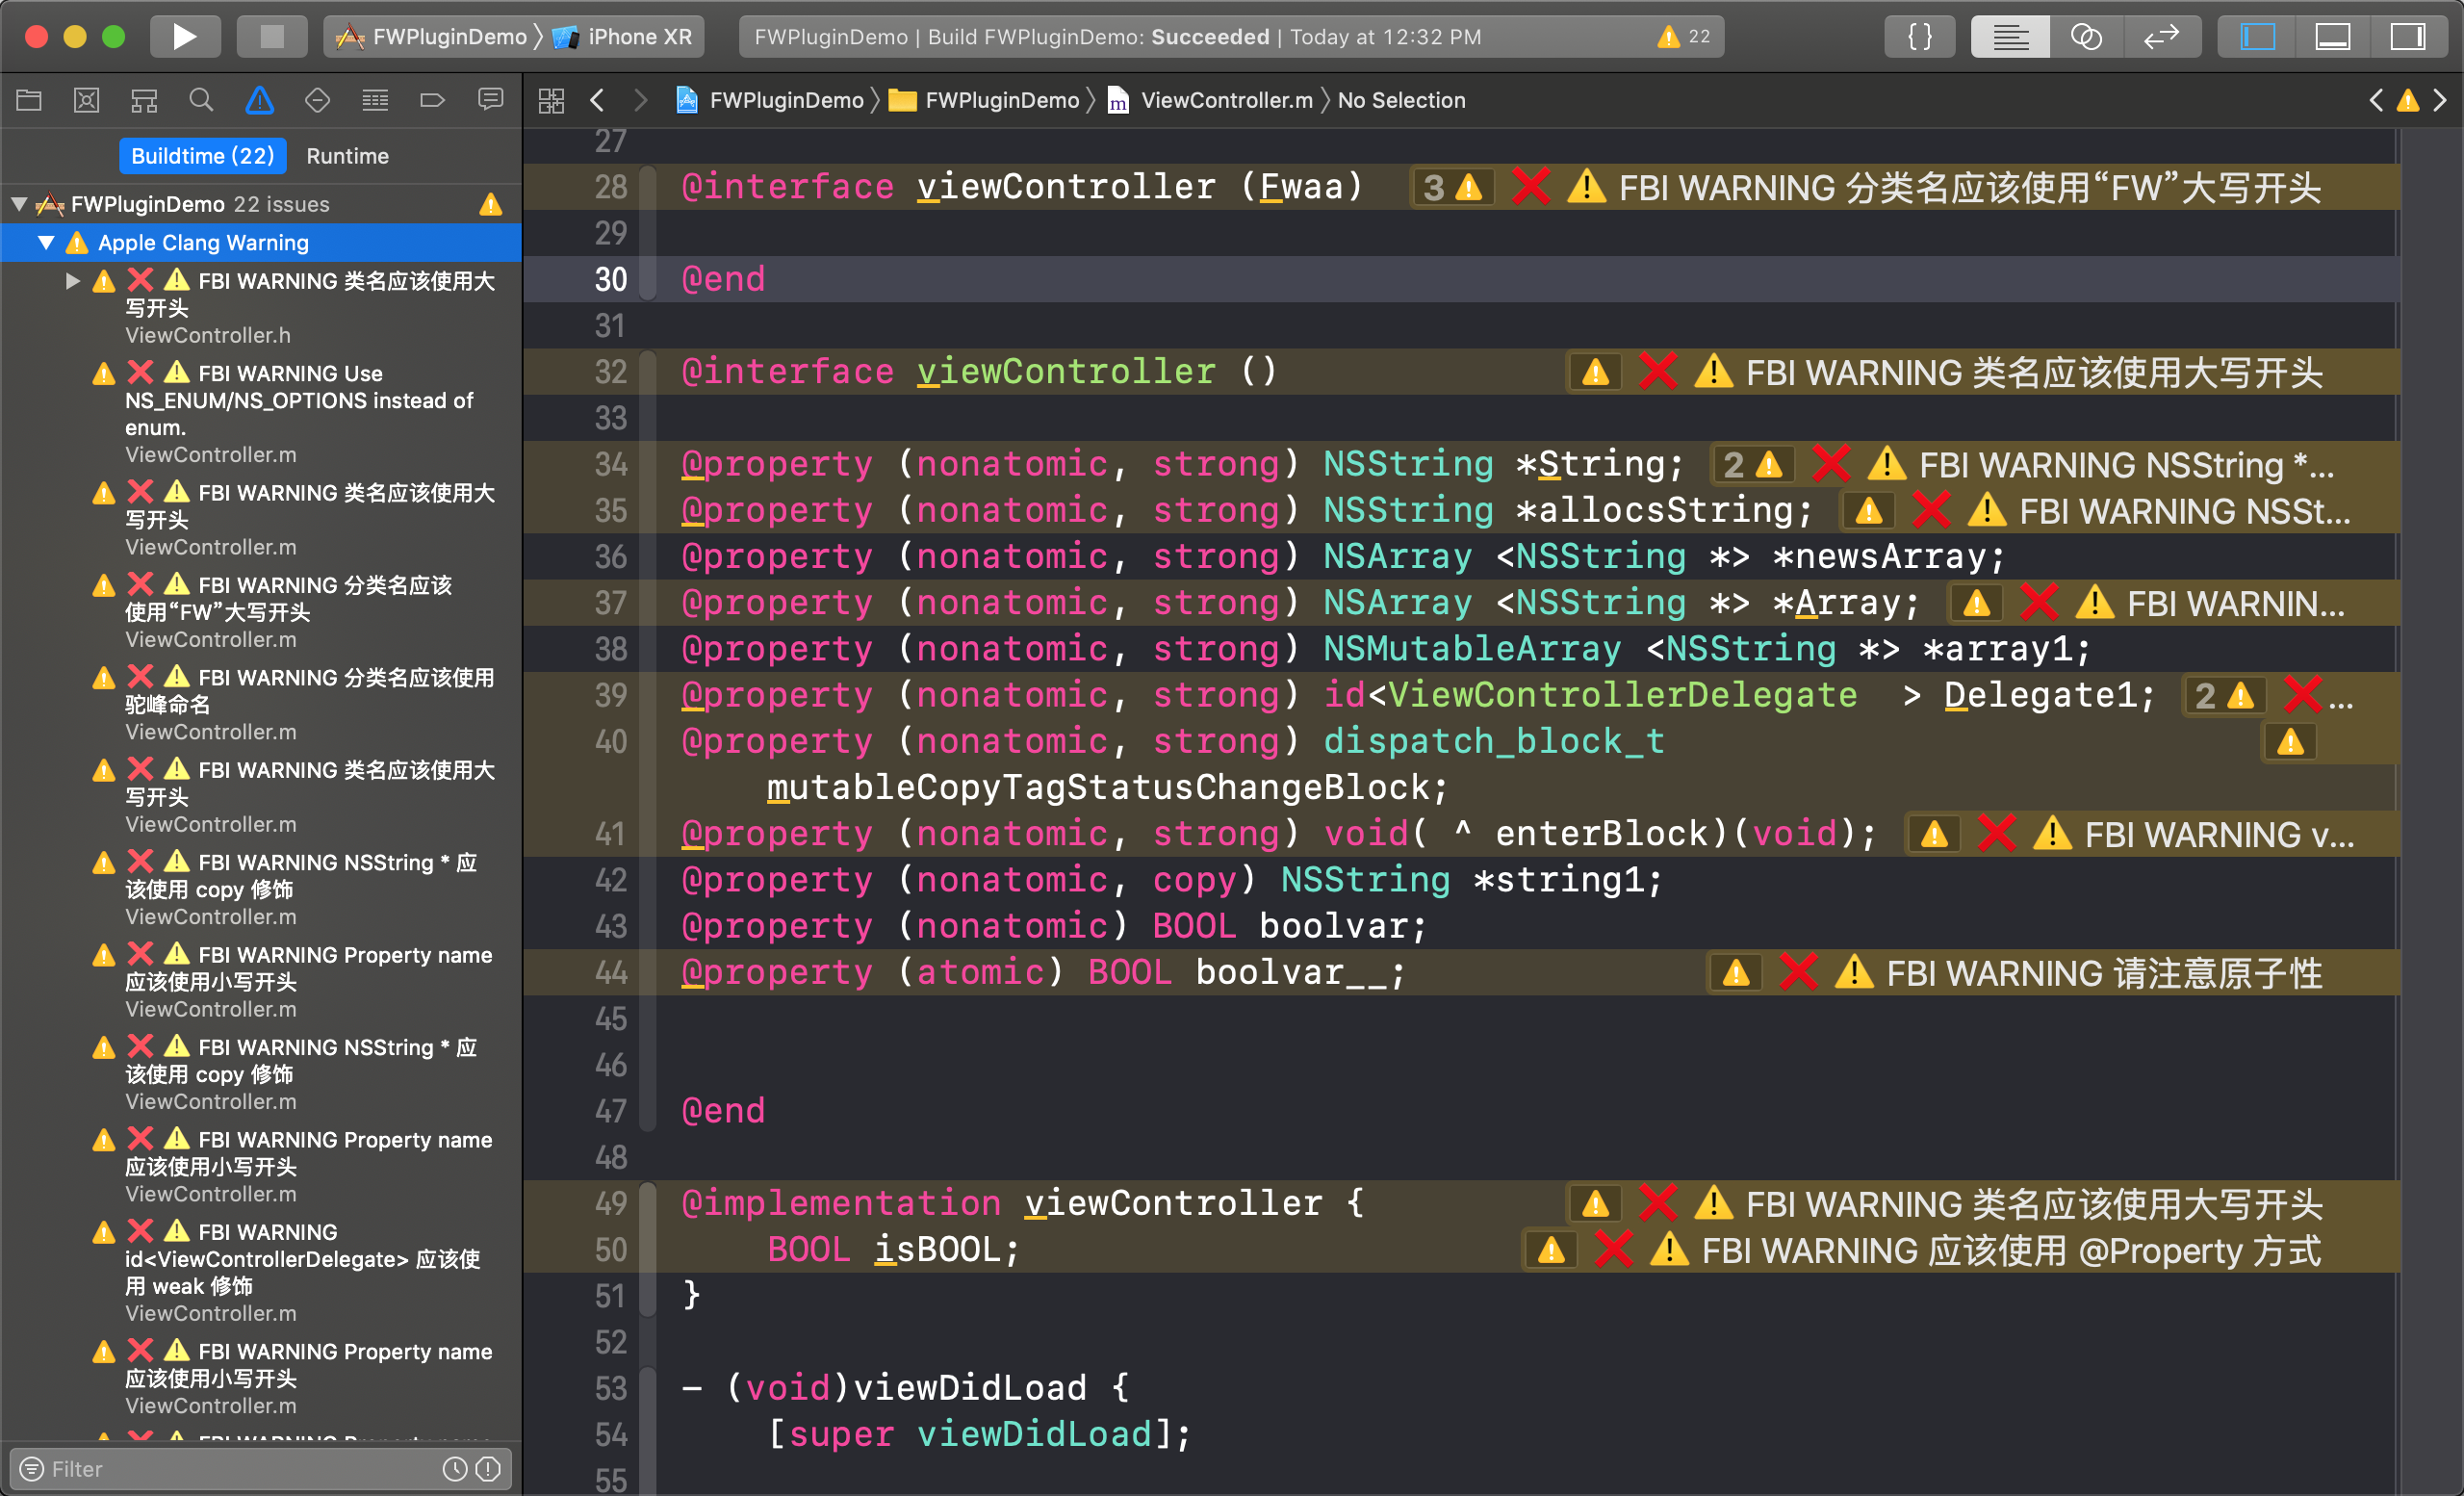 FWPluginDemo 〉 iPhone XR
FWPluginDemo | Build FWPluginDemo: Succeeded | Today at 12:32 PM
22
{ }
Buildtime (22)
Runtime
FWPluginDemo 22 issues
Apple Clang Warning
❌ ⚠️ FBI WARNING 类名应该使用大
写开头
ViewController.h
❌ ⚠️ FBI WARNING Use
NS_ENUM/NS_OPTIONS instead of
enum.
ViewController.m
❌ ⚠️ FBI WARNING 类名应该使用大
写开头
ViewController.m
❌ ⚠️ FBI WARNING 分类名应该
使用“FW”大写开头
ViewController.m
❌ ⚠️ FBI WARNING 分类名应该使用
驼峰命名
ViewController.m
❌ ⚠️ FBI WARNING 类名应该使用大
写开头
ViewController.m
❌ ⚠️ FBI WARNING NSString * 应
该使用 copy 修饰
ViewController.m
❌ ⚠️ FBI WARNING Property name
应该使用小写开头
ViewController.m
❌ ⚠️ FBI WARNING NSString * 应
该使用 copy 修饰
ViewController.m
❌ ⚠️ FBI WARNING Property name
应该使用小写开头
ViewController.m
❌ ⚠️ FBI WARNING
id<ViewControllerDelegate> 应该使
用 weak 修饰
ViewController.m
❌ ⚠️ FBI WARNING Property name
应该使用小写开头
ViewController.m
Filter
FWPluginDemo 〉 FWPluginDemo 〉 m ViewController.m 〉 No Selection
27
28 @interface viewController (Fwaa) 3 ❌ ⚠️ FBI WARNING 分类名应该使用“FW”大写开头
29
30 @end
31
32 @interface viewController () ❌ ⚠️ FBI WARNING 类名应该使用大写开头
33
34 @property (nonatomic, strong) NSString *String; 2 ❌ ⚠️ FBI WARNING NSString *...
35 @property (nonatomic, strong) NSString *allocsString; ❌ ⚠️ FBI WARNING NSSt...
36 @property (nonatomic, strong) NSArray <NSString *> *newsArray;
37 @property (nonatomic, strong) NSArray <NSString *> *Array; ❌ ⚠️ FBI WARNIN...
38 @property (nonatomic, strong) NSMutableArray <NSString *> *array1;
39 @property (nonatomic, strong) id<ViewControllerDelegate  > Delegate1; 2 ❌...
40 @property (nonatomic, strong) dispatch_block_t
mutableCopyTagStatusChangeBlock;
41 @property (nonatomic, strong) void( ^ enterBlock)(void); ❌ ⚠️ FBI WARNING v...
42 @property (nonatomic, copy) NSString *string1;
43 @property (nonatomic) BOOL boolvar;
44 @property (atomic) BOOL boolvar__; ❌ ⚠️ FBI WARNING 请注意原子性
45
46
47 @end
48
49 @implementation viewController { ❌ ⚠️ FBI WARNING 类名应该使用大写开头
50 BOOL isBOOL; ❌ ⚠️ FBI WARNING 应该使用 @Property 方式
51 }
52
53 – (void)viewDidLoad {
54 [super viewDidLoad];
55